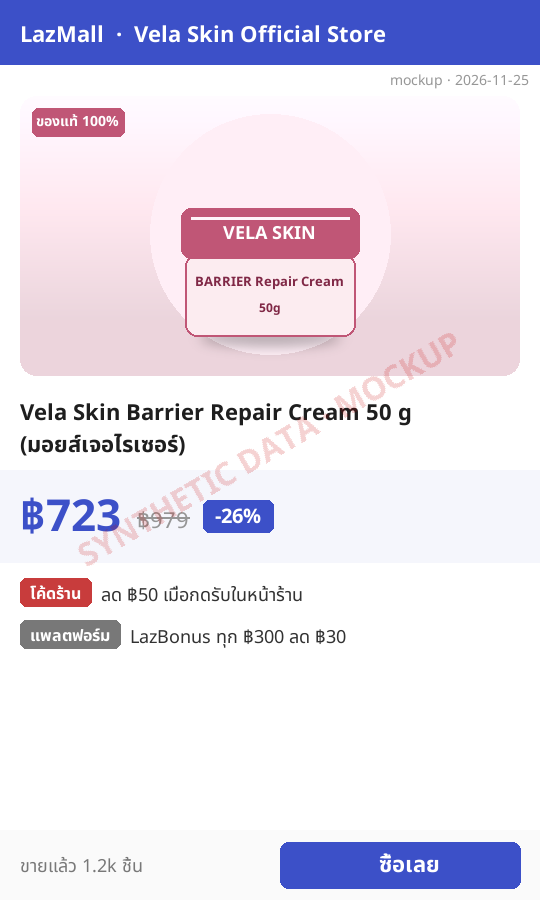 LazMall · Vela Skin Official Store
mockup · 2026-11-25
ของแท้ 100%
VELA SKIN
BARRIER Repair Cream
50g
Vela Skin Barrier Repair Cream 50 g
(มอยส์เจอไรเซอร์)
฿723 ฿979 -26%
โค้ดร้าน ลด ฿50 เมื่อกดรับในหน้าร้าน
แพลตฟอร์ม LazBonus ทุก ฿300 ลด ฿30
SYNTHETIC DATA · MOCKUP
ขายแล้ว 1.2k ชิ้น ซื้อเลย